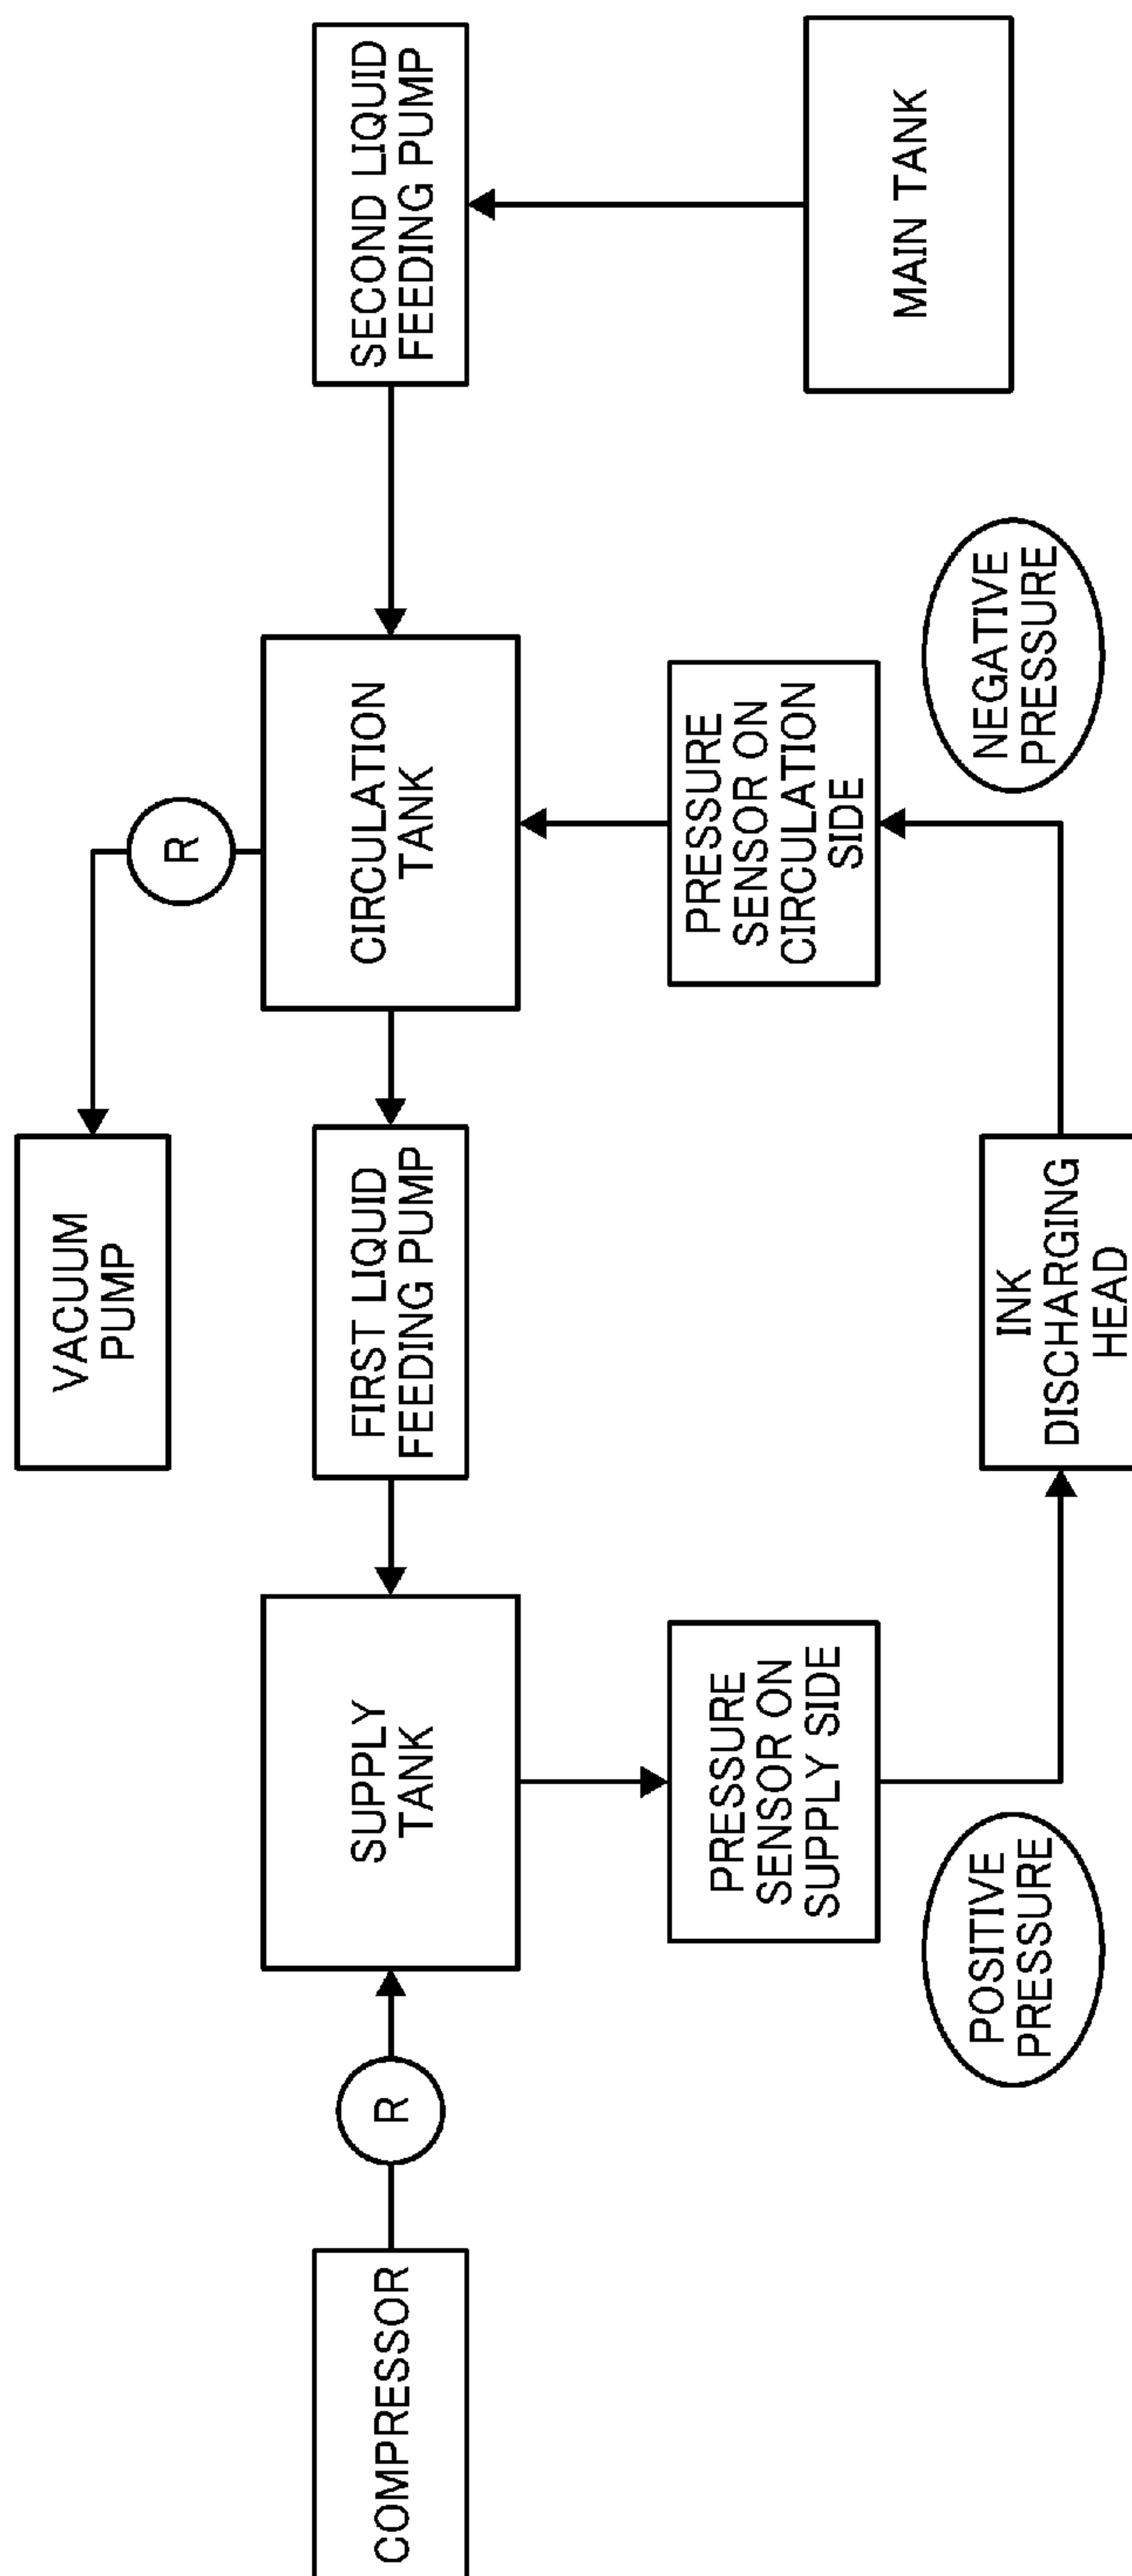 VACUUM
PUMP
R
COMPRESSOR
R
SUPPLY
TANK
FIRST LIQUID
FEEDING PUMP
CIRCULATION
TANK
SECOND LIQUID
FEEDING PUMP
PRESSURE
SENSOR ON
SUPPLY SIDE
PRESSURE
SENSOR ON
CIRCULATION
SIDE
MAIN TANK
POSITIVE
PRESSURE
INK
DISCHARGING
HEAD
NEGATIVE
PRESSURE